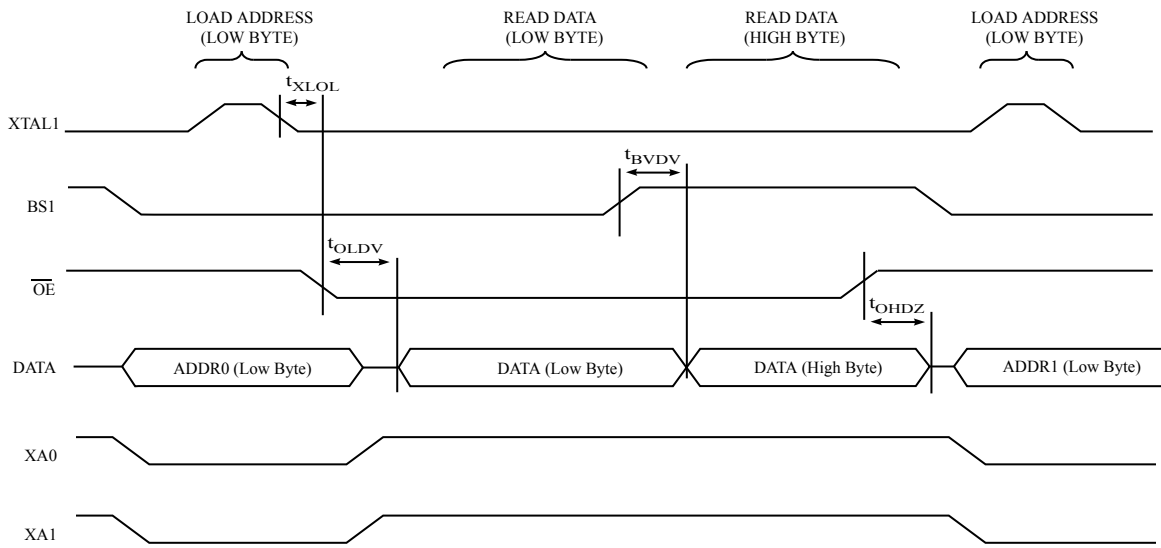 LOAD ADDRESS
(LOW BYTE)
READ DATA
(LOW BYTE)
READ DATA
(HIGH BYTE)
LOAD ADDRESS
(LOW BYTE)
tXLOL
XTAL1
tBVDV
BS1
tOLDV
OE
tOHDZ
DATA
ADDR0 (Low Byte)
DATA (Low Byte)
DATA (High Byte)
ADDR1 (Low Byte)
XA0
XA1